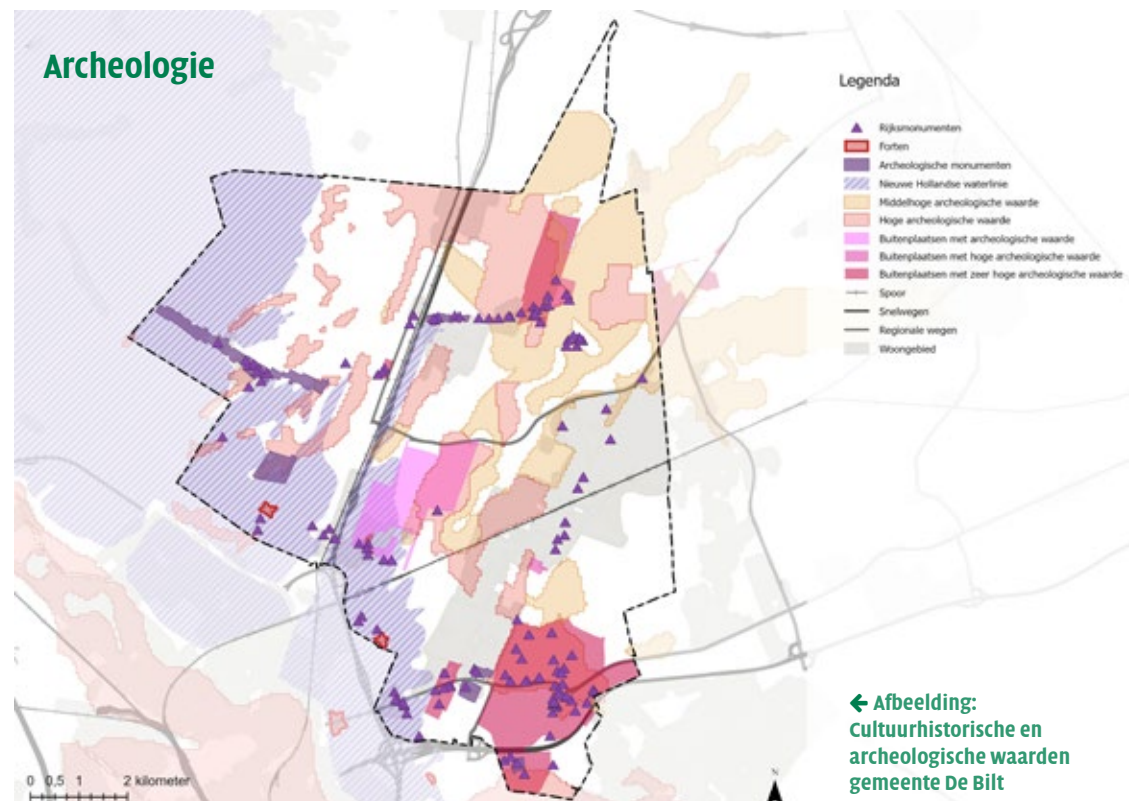 Archeologie
Legenda
Rijksmonumenten
Forten
Archeologische monumenten
Nieuwe Hollandse waterlinie
Middelhoge archeologische waarde
Hoge archeologische waarde
Buitenplaatsen met archeologische waarde
Buitenplaatsen met hoge archeologische waarde
Buitenplaatsen met zeer hoge archeologische waarde
Spoor
Snelwegen
Regionale wegen
Woongebied
← Afbeelding:
Cultuurhistorische en
archeologische waarden
gemeente De Bilt
0 0,5 1 2 kilometer
N